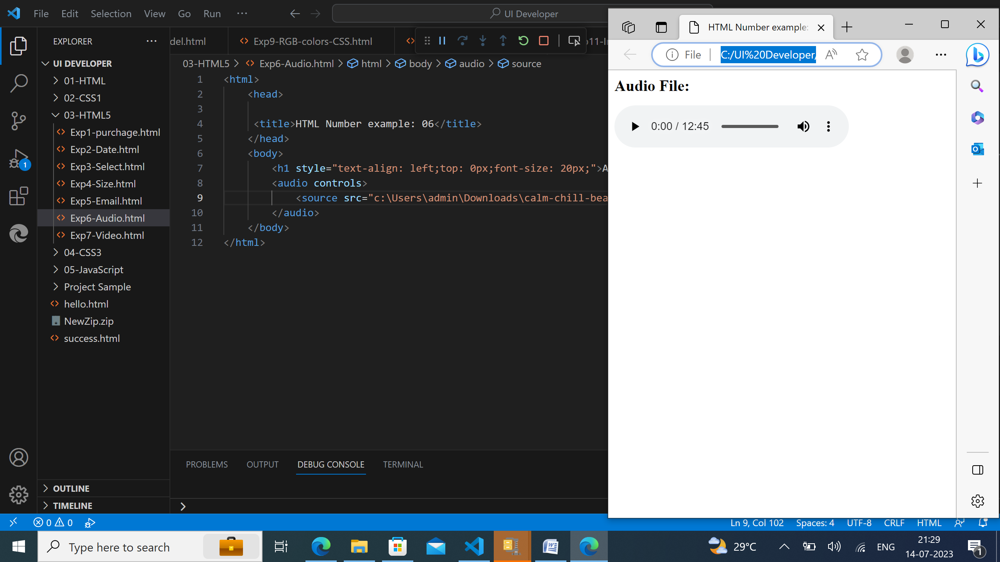 File Edit Selection View Go Run ...
UI Developer
EXPLORER
UI DEVELOPER
01-HTML
02-CSS1
03-HTML5
Exp1-purchage.html
Exp2-Date.html
Exp3-Select.html
Exp4-Size.html
Exp5-Email.html
Exp6-Audio.html
Exp7-Video.html
04-CSS3
05-JavaScript
Project Sample
hello.html
NewZip.zip
success.html
OUTLINE
TIMELINE
1
del.html Exp9-RGB-colors-CSS.html
03-HTML5 > Exp6-Audio.html > html > body > audio > source
1 <html>
2 <head>
3
4 <title>HTML Number example: 06</title>
5 </head>
6 <body>
7 <h1 style="text-align: left;top: 0px;font-size: 20px;">A
8 <audio controls>
9 <source src="c:\Users\admin\Downloads\calm-chill-bea
10 </audio>
11 </body>
12 </html>
PROBLEMS OUTPUT DEBUG CONSOLE TERMINAL
HTML Number example:
File C:/UI%20Developer/
Audio File:
0:00 / 12:45
0 0
Ln 9, Col 102 Spaces: 4 UTF-8 CRLF HTML
Type here to search
29°C
ENG
21:29
14-07-2023
1